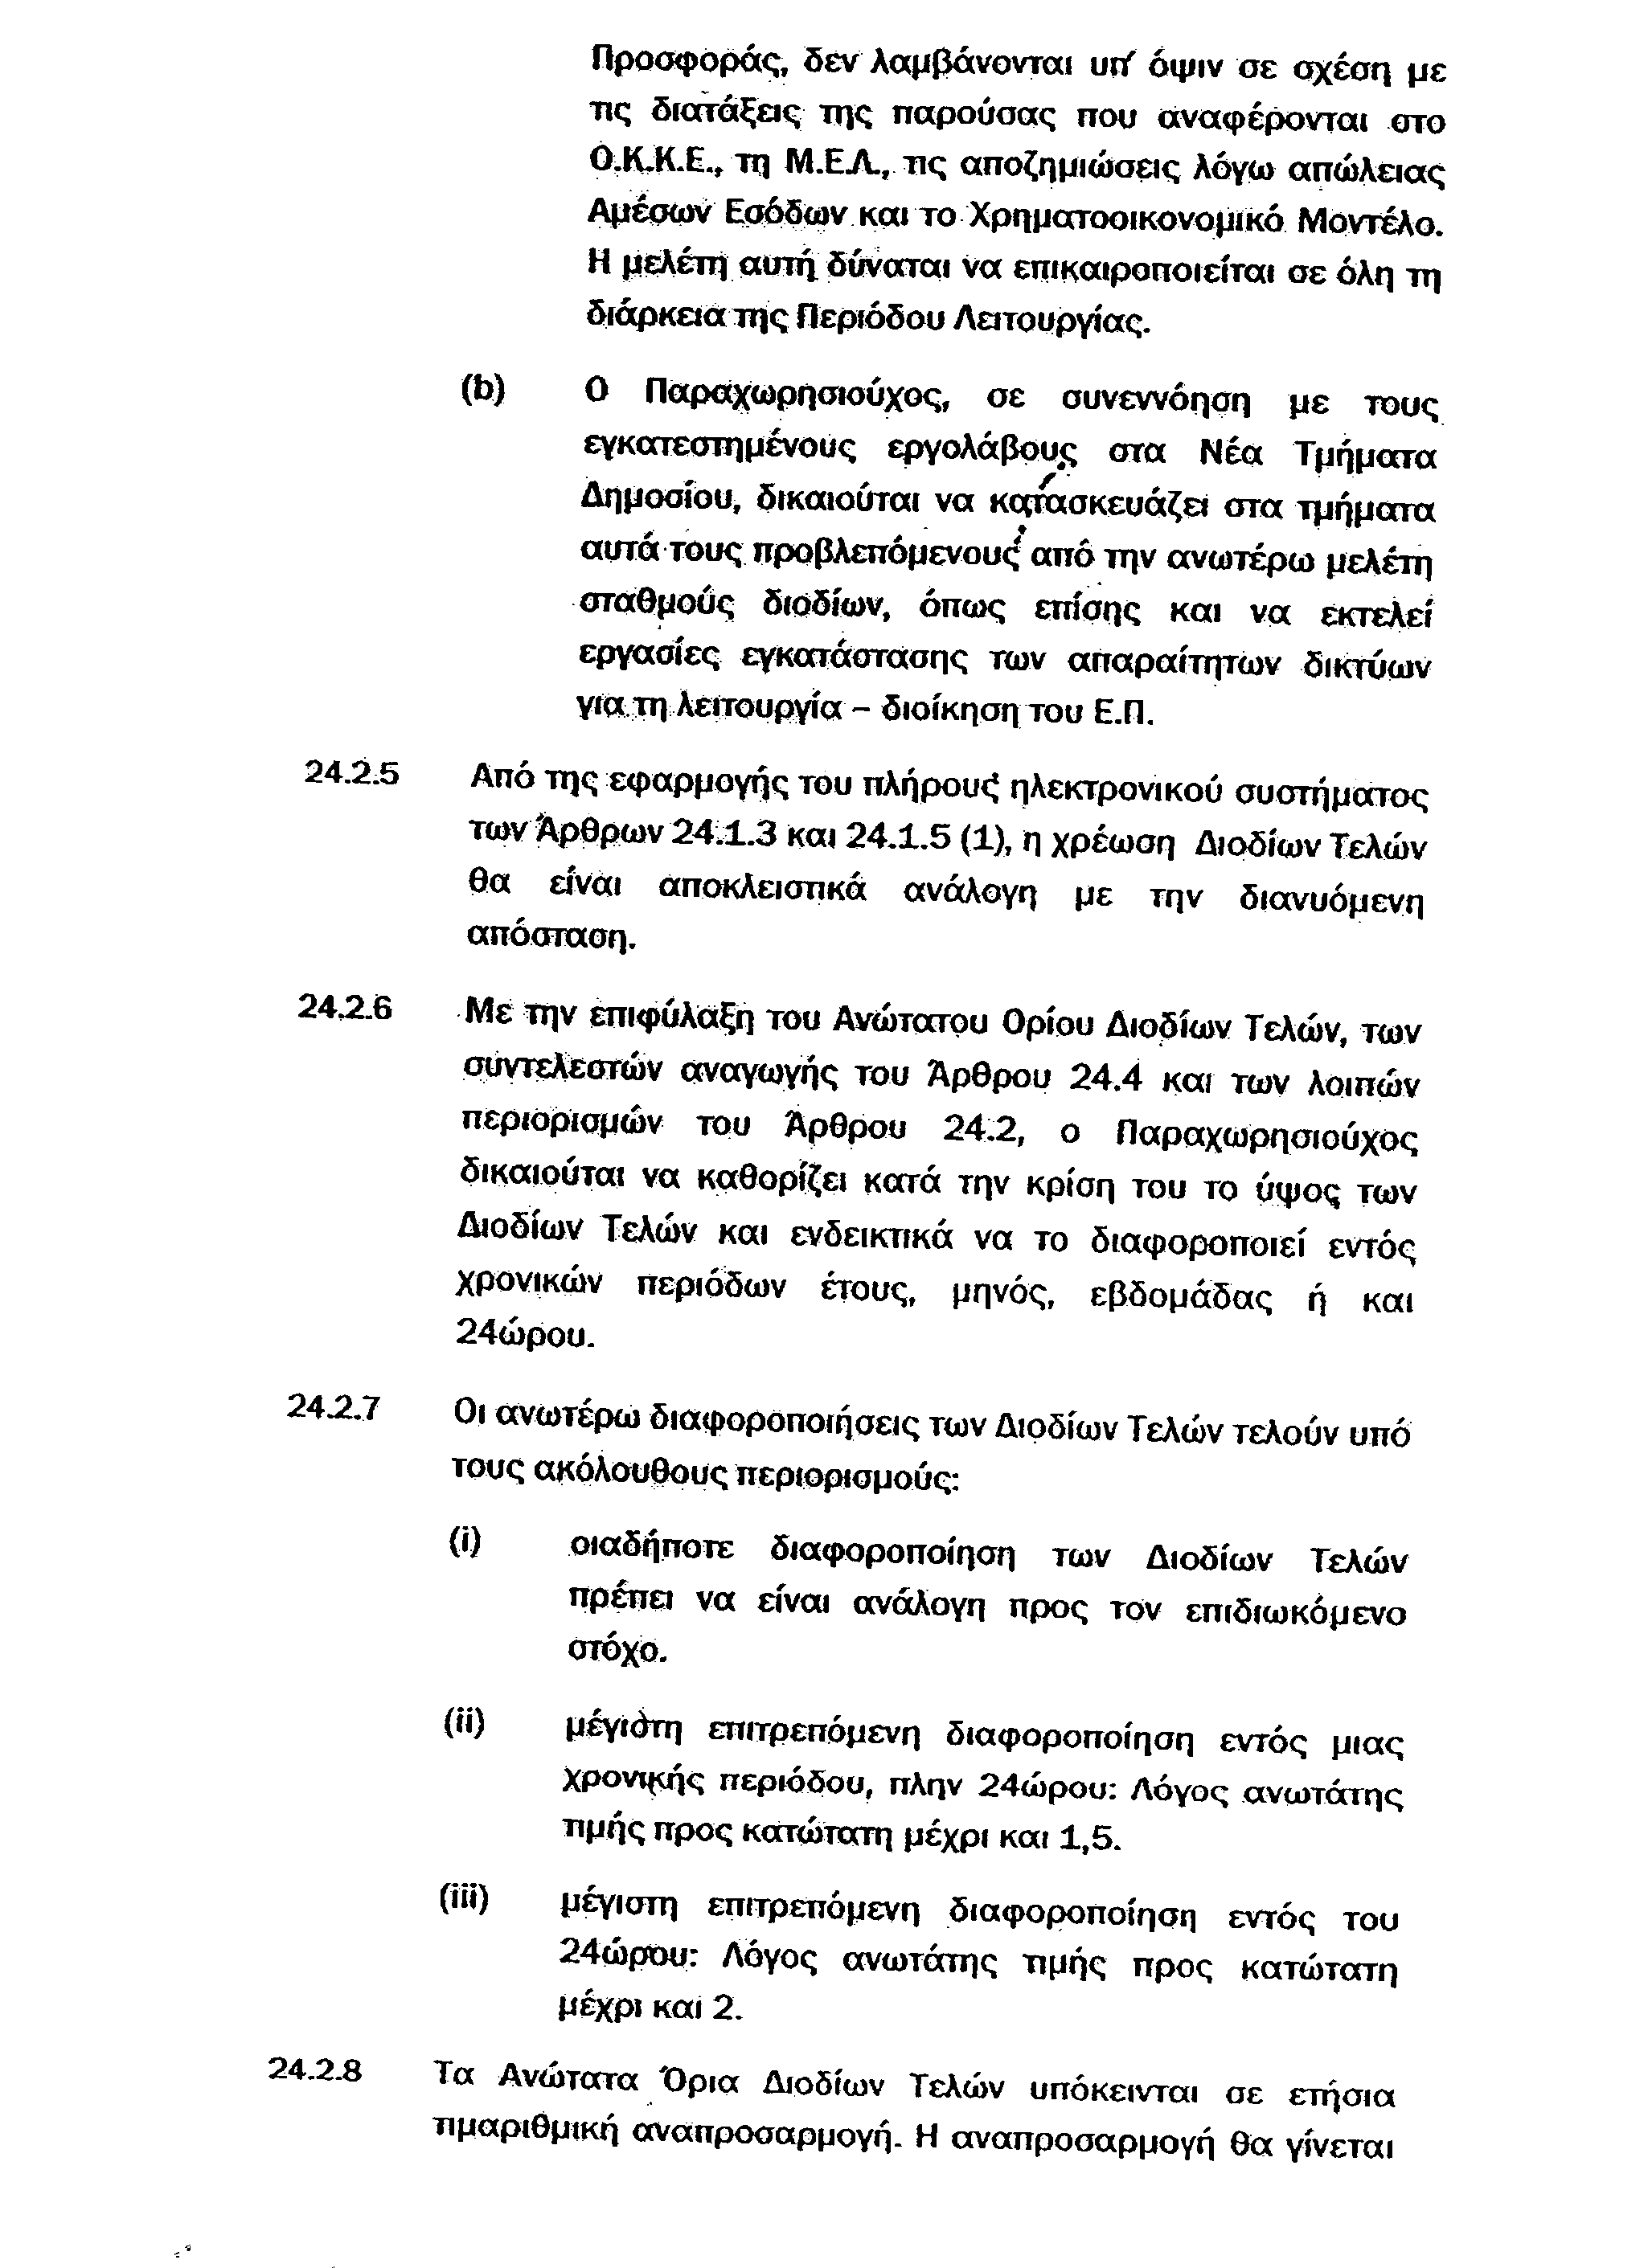 Προσφοράς, δεν λαμβάνονται υπ' όψιν σε σχέση με
τις διατάξεις της παρούσας που αναφέρονται στο
Ο.Κ.Κ.Ε., τη Μ.Ε.Λ., τις αποζημιώσεις λόγω απώλειας
Αμέσων Εσόδων και το Χρηματοοικονομικό Μοντέλο.
Η μελέτη αυτή δύναται να επικαιροποιείται σε όλη τη
διάρκεια της Περιόδου Λειτουργίας.
(b) Ο Παραχωρησιούχος, σε συνεννόηση με τους
εγκατεστημένους εργολάβους στα Νέα Τμήματα
Δημοσίου, δικαιούται να κατασκευάζει στα τμήματα
αυτά τους προβλεπόμενους από την ανωτέρω μελέτη
σταθμούς διοδίων, όπως επίσης και να εκτελεί
εργασίες εγκατάστασης των απαραίτητων δικτύων
για τη λειτουργία – διοίκηση του Ε.Π.
24.2.5 Από της εφαρμογής του πλήρους ηλεκτρονικού συστήματος
των Άρθρων 24.1.3 και 24.1.5 (1), η χρέωση Διοδίων Τελών
θα είναι αποκλειστικά ανάλογη με την διανυόμενη
απόσταση.
24.2.6 Με την επιφύλαξη του Ανώτατου Ορίου Διοδίων Τελών, των
συντελεστών αναγωγής του Άρθρου 24.4 και των λοιπών
περιορισμών του Άρθρου 24.2, ο Παραχωρησιούχος
δικαιούται να καθορίζει κατά την κρίση του το ύψος των
Διοδίων Τελών και ενδεικτικά να το διαφοροποιεί εντός
χρονικών περιόδων έτους, μηνός, εβδομάδας ή και
24ώρου.
24.2.7 Οι ανωτέρω διαφοροποιήσεις των Διοδίων Τελών τελούν υπό
τους ακόλουθους περιορισμούς:
(i) οιαδήποτε διαφοροποίηση των Διοδίων Τελών
πρέπει να είναι ανάλογη προς τον επιδιωκόμενο
στόχο.
(ii) μέγιστη επιτρεπόμενη διαφοροποίηση εντός μιας
χρονικής περιόδου, πλην 24ώρου: Λόγος ανωτάτης
τιμής προς κατώτατη μέχρι και 1,5.
(iii) μέγιστη επιτρεπόμενη διαφοροποίηση εντός του
24ώρου: Λόγος ανωτάτης τιμής προς κατώτατη
μέχρι και 2.
24.2.8 Τα Ανώτατα Όρια Διοδίων Τελών υπόκεινται σε ετήσια
τιμαριθμική αναπροσαρμογή. Η αναπροσαρμογή θα γίνεται